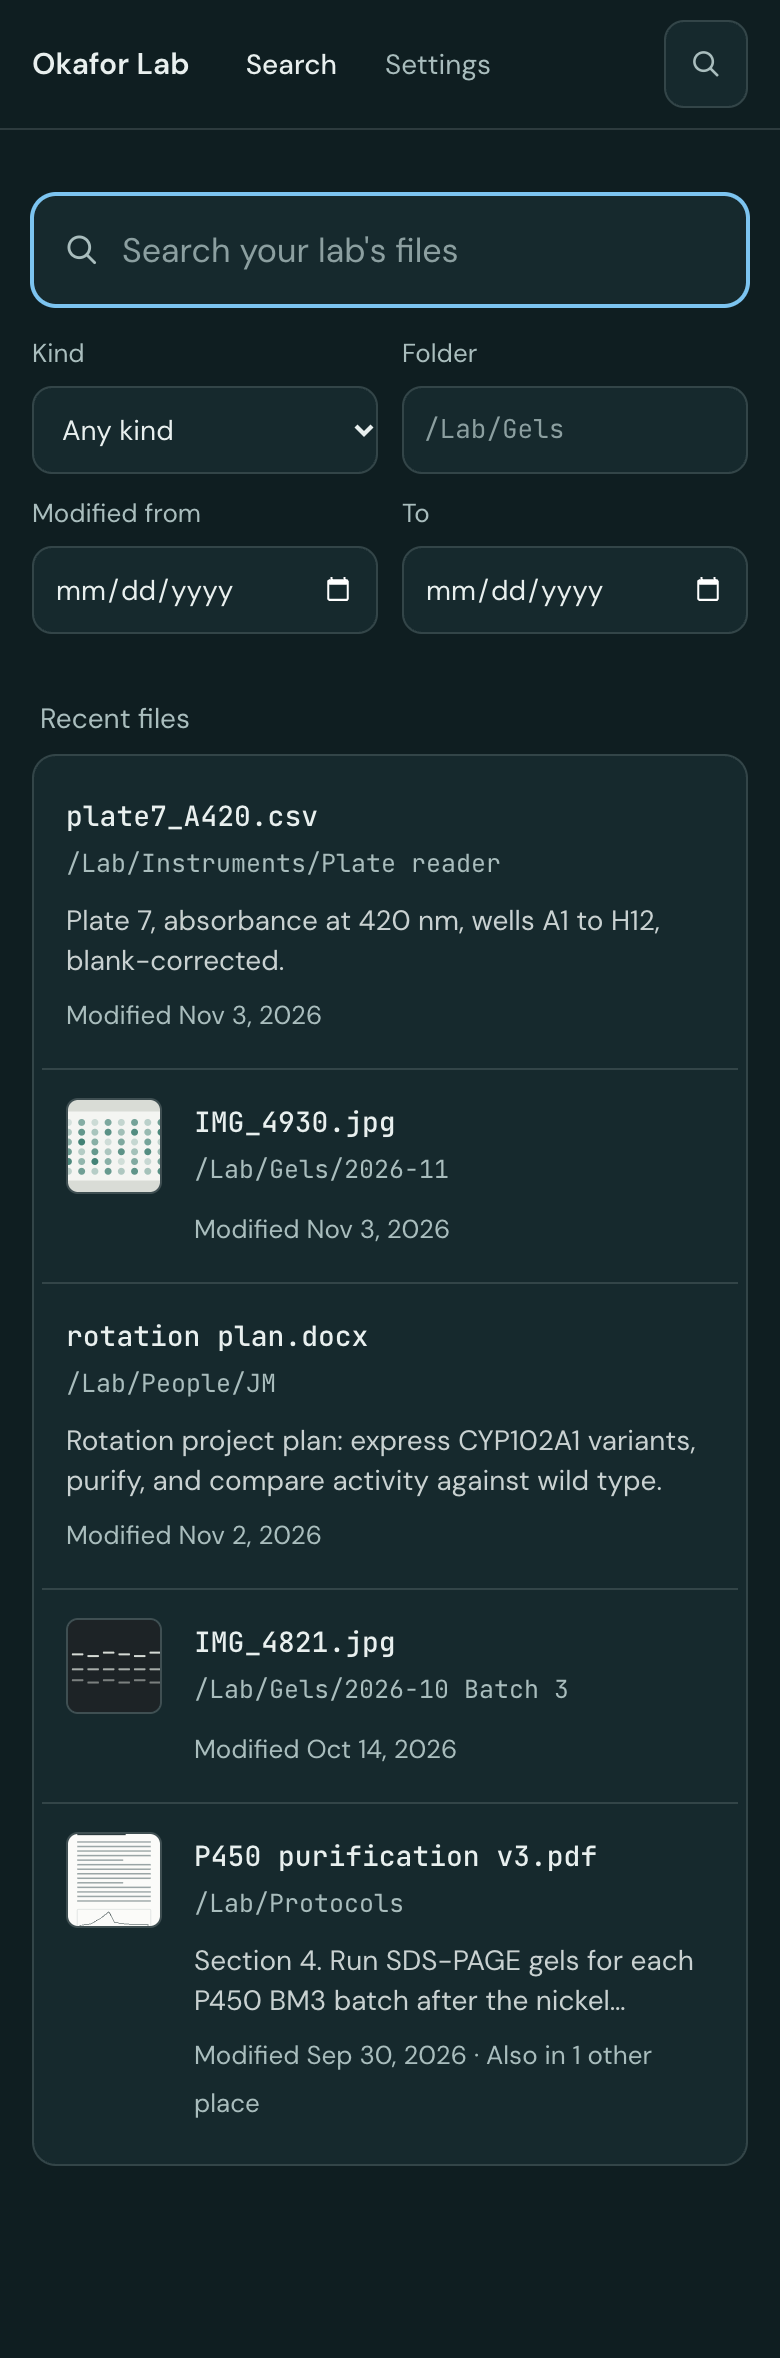 Okafor Lab Search Settings
Search your lab's files
Kind Folder
Any kind /Lab/Gels
Modified from To
mm/dd/yyyy mm/dd/yyyy
Recent files
plate7_A420.csv
/Lab/Instruments/Plate reader
Plate 7, absorbance at 420 nm, wells A1 to H12,
blank-corrected.
Modified Nov 3, 2026
IMG_4930.jpg
/Lab/Gels/2026-11
Modified Nov 3, 2026
rotation plan.docx
/Lab/People/JM
Rotation project plan: express CYP102A1 variants,
purify, and compare activity against wild type.
Modified Nov 2, 2026
IMG_4821.jpg
/Lab/Gels/2026-10 Batch 3
Modified Oct 14, 2026
P450 purification v3.pdf
/Lab/Protocols
Section 4. Run SDS-PAGE gels for each
P450 BM3 batch after the nickel...
Modified Sep 30, 2026 · Also in 1 other
place